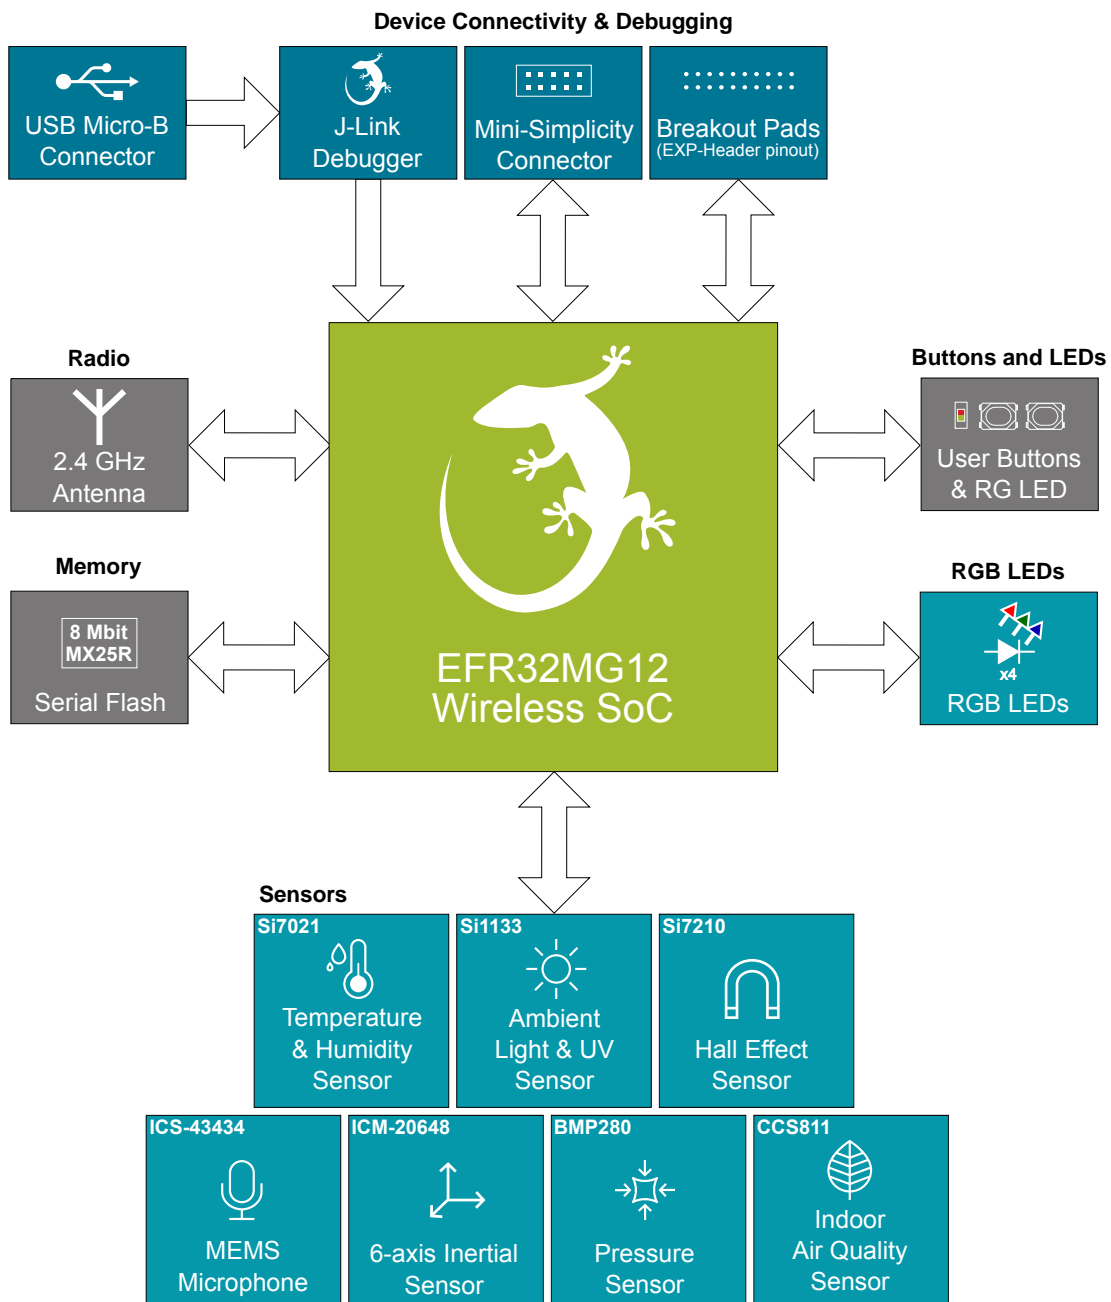 Device Connectivity & Debugging
USB Micro-B
Connector
J-Link
Debugger
Mini-Simplicity
Connector
Breakout Pads
(EXP-Header pinout)
Radio
2.4 GHz
Antenna
Buttons and LEDs
User Buttons
& RG LED
Memory
8 Mbit
MX25R
Serial Flash
EFR32MG12
Wireless SoC
RGB LEDs
x4
RGB LEDs
Sensors
Si7021
Temperature
& Humidity
Sensor
Si1133
Ambient
Light & UV
Sensor
Si7210
Hall Effect
Sensor
ICS-43434
MEMS
Microphone
ICM-20648
6-axis Inertial
Sensor
BMP280
Pressure
Sensor
CCS811
Indoor
Air Quality
Sensor